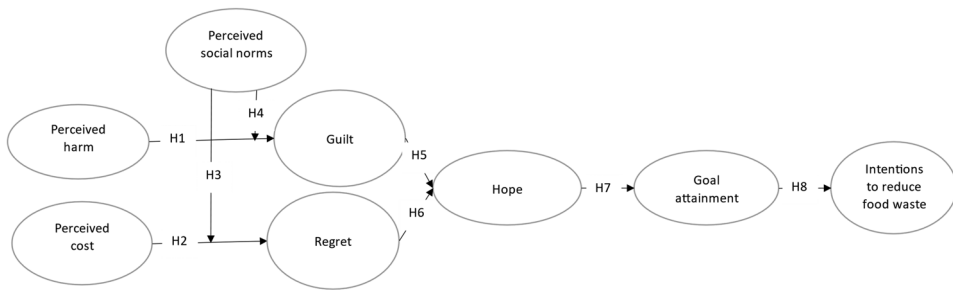 Perceived
social norms
H4
Perceived
harm
H1
Guilt
H5
H3
Hope
H7
Goal
attainment
H8
Intentions
to reduce
food waste
H6
Perceived
cost
H2
Regret